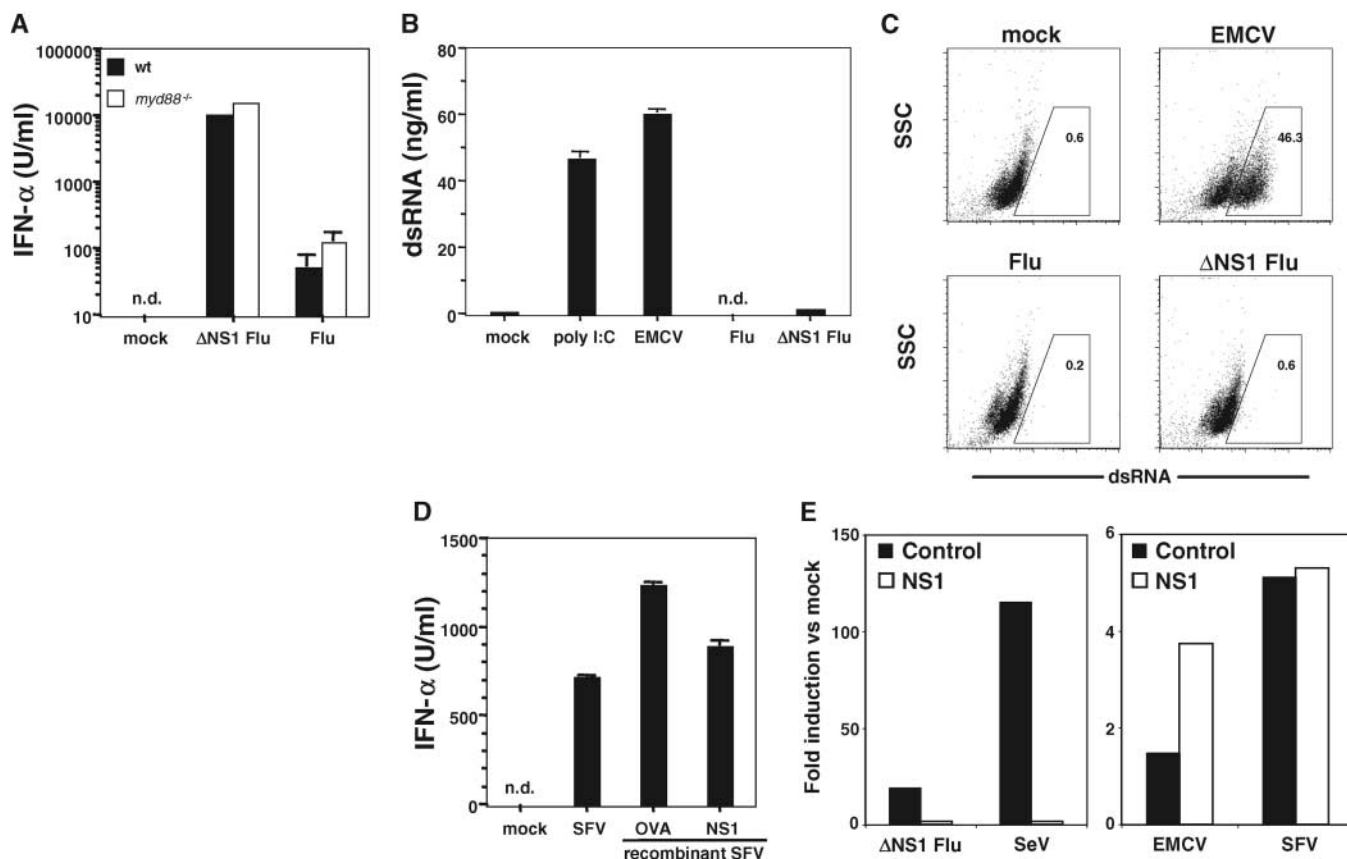 A
IFN-α (U/ml)
100000
10000
1000
100
10
wt
myd88-/-
n.d.
mock
ΔNS1 Flu
Flu
B
dsRNA (ng/ml)
80
60
40
20
0
n.d.
mock
poly I:C
EMCV
Flu
ΔNS1 Flu
C
mock
EMCV
SSC
0.6
46.3
Flu
ΔNS1 Flu
SSC
0.2
0.6
dsRNA
D
IFN-α (U/ml)
1500
1000
500
0
n.d.
mock
SFV
OVA
NS1
recombinant SFV
E
Fold induction vs mock
150
100
50
0
Control
NS1
ΔNS1 Flu
SeV
6
4
2
0
Control
NS1
EMCV
SFV